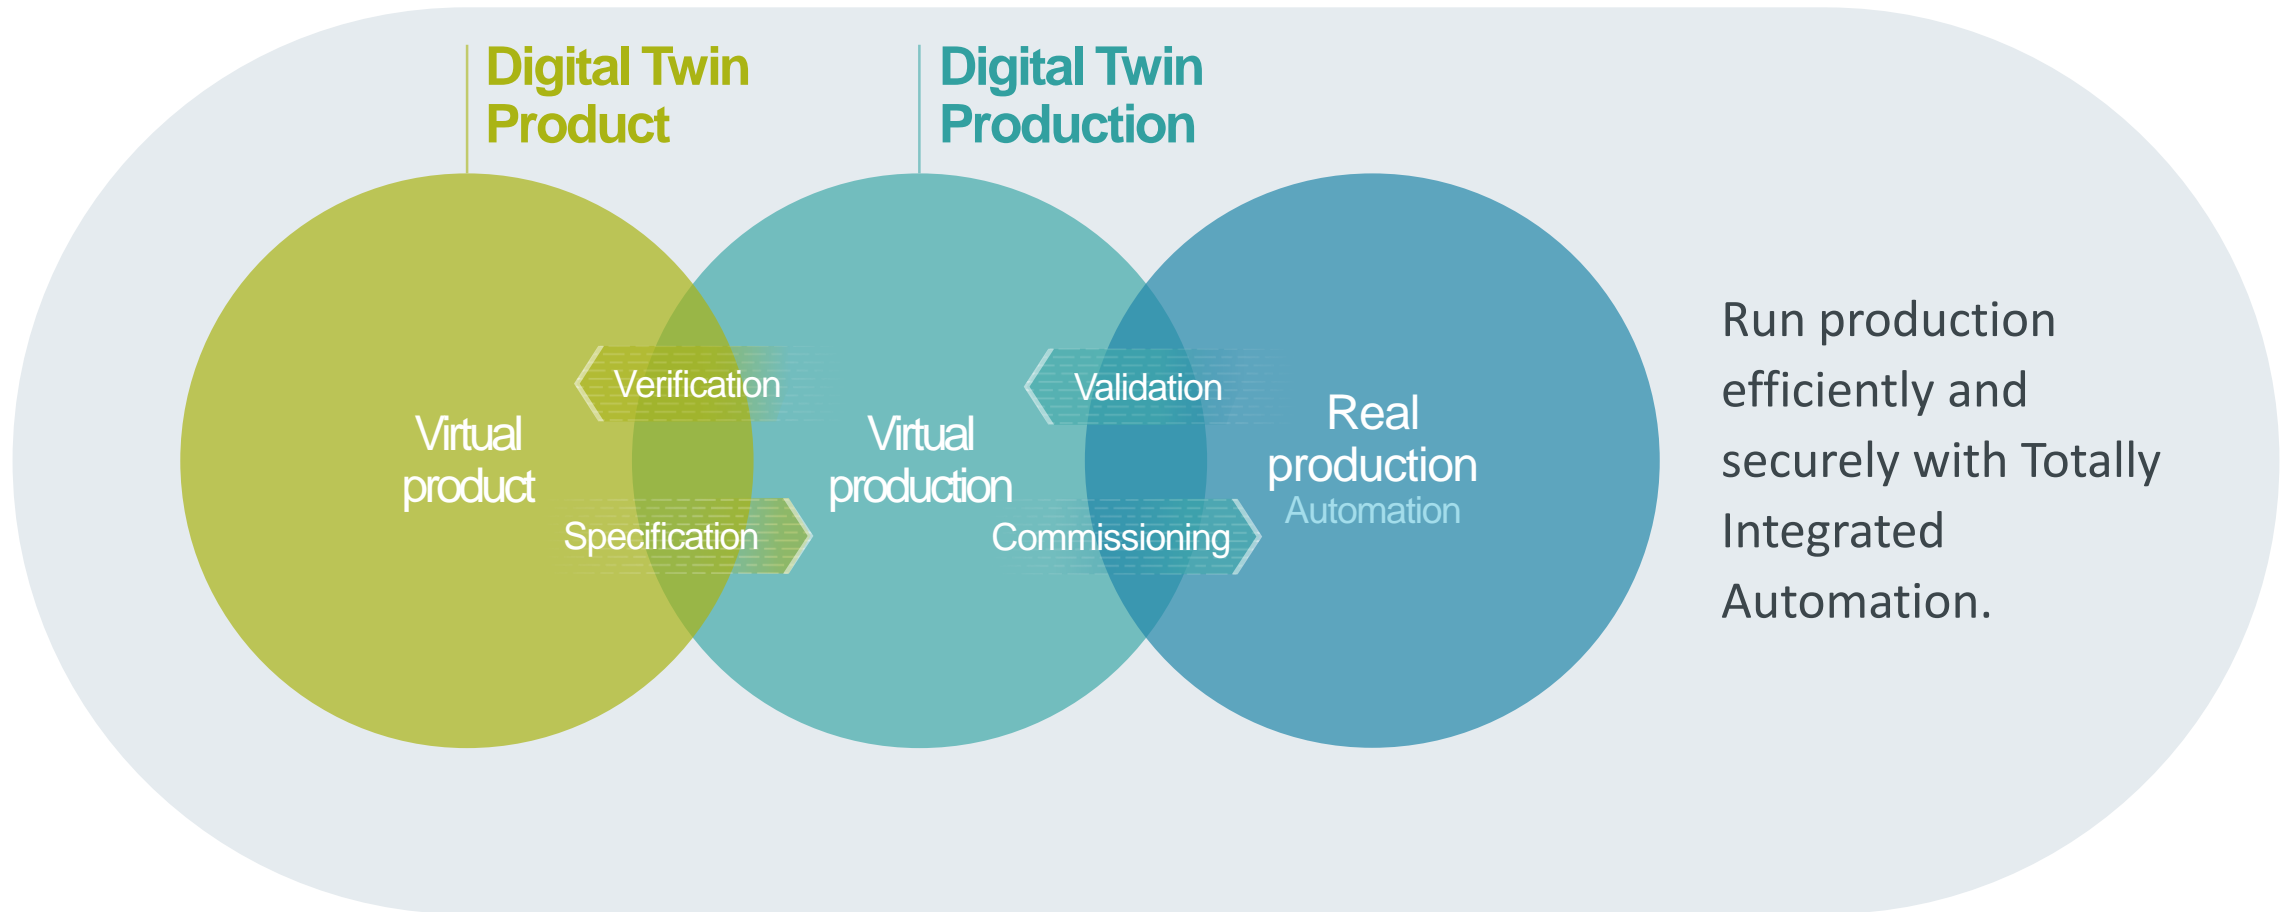 Digital Twin
Product
Digital Twin
Production
Verification
Virtual
product
Specification
Virtual
production
Validation
Commissioning
Real
production
Automation
Run production
efficiently and
securely with Totally
Integrated
Automation.